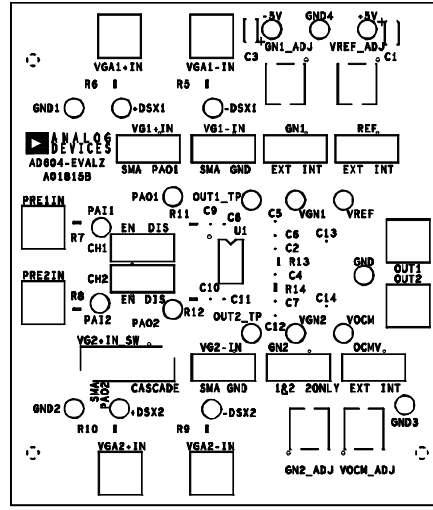 -5V GND4 +5V
VGA1+IN VGA1-IN C3 GN1_ADJ VREF_ADJ C1
R6 R5
GND1 +DSX1 -DSX1
ANALOG DEVICES
AD604-EVALZ
A01815B
VG1+IN VG1-IN GN1 REF
SMA PAO1 SMA GND EXT INT EXT INT
PRE1IN PAI1 PAO1 OUT1_TP VGN1 VREF
R11 C9 C8 C5
R7 CH1 EN DIS U1 C6 C13
C2
R13
GND OUT1
PRE2IN CH2 C4 OUT2
R8 EN DIS C10 R14
PAI2 PAO2 R12 C11 C7 C14
OUT2_TP C12 VGN2 VOCM
VG2+IN_SW VG2-IN GN2 OCMV
SMA PAO2 CASCADE SMA GND 1&2 2ONLY EXT INT
GND2 +DSX2 -DSX2 GND3
R10 R9
VGA2+IN VGA2-IN GN2_ADJ VOCM_ADJ